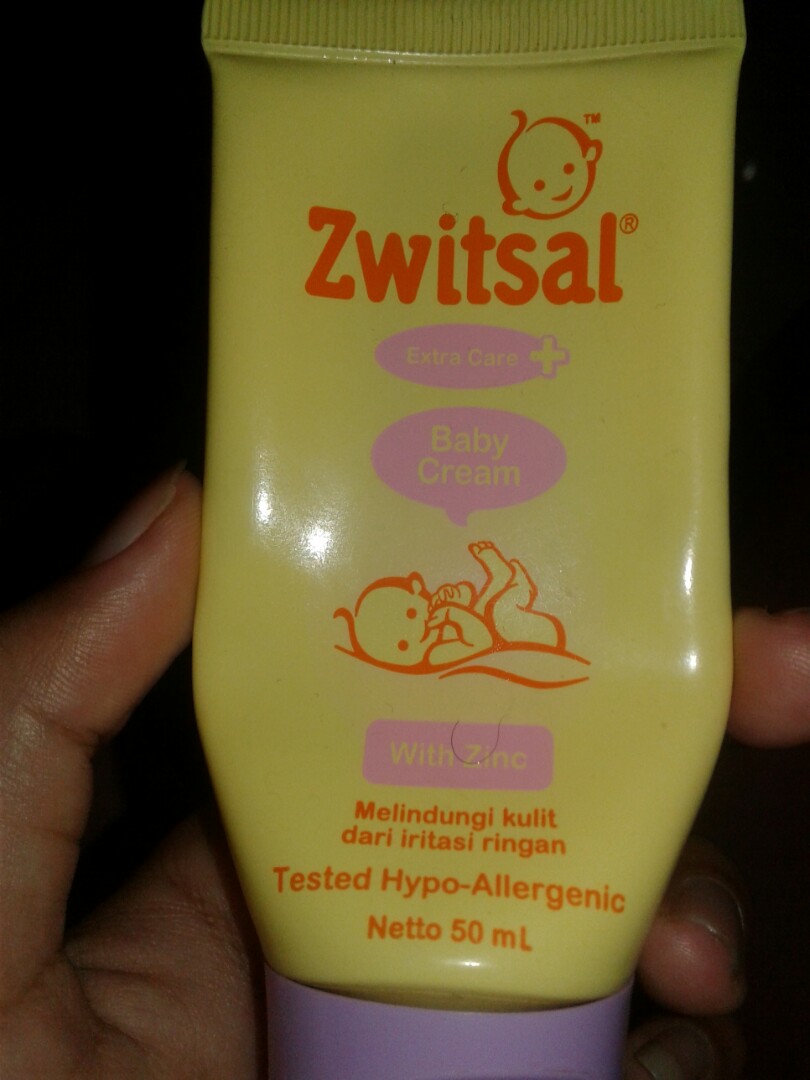 TM
Zwitsal®
Extra Care +
Baby
Cream
With Zinc
Melindungi kulit
dari iritasi ringan
Tested Hypo-Allergenic
Netto 50 mL